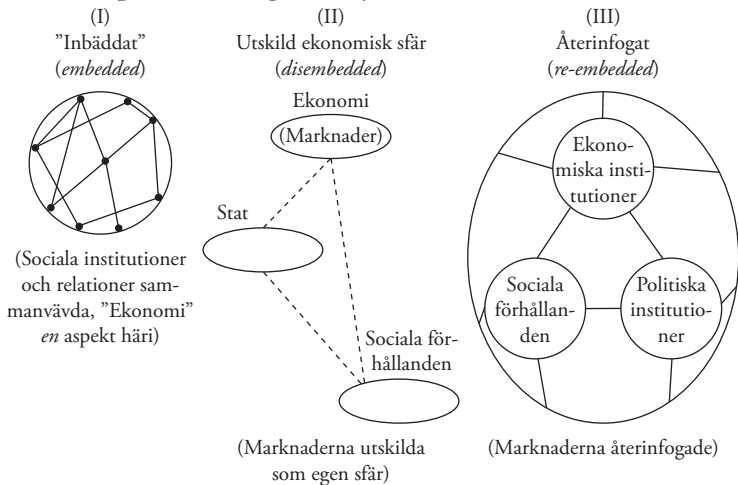 (I)
”Inbäddat”
(embedded)
(Sociala institutioner
och relationer sam-
manvävda, ”Ekonomi”
en aspekt häri)
(II)
Utskild ekonomisk sfär
(disembedded)
Ekonomi
(Marknader)
Stat
Sociala för-
hållanden
(Marknaderna utskilda
som egen sfär)
(III)
Återinfogat
(re-embedded)
Ekono-
miska insti-
tutioner
Sociala
förhållan-
den
Politiska
institutio-
ner
(Marknaderna återinfogade)